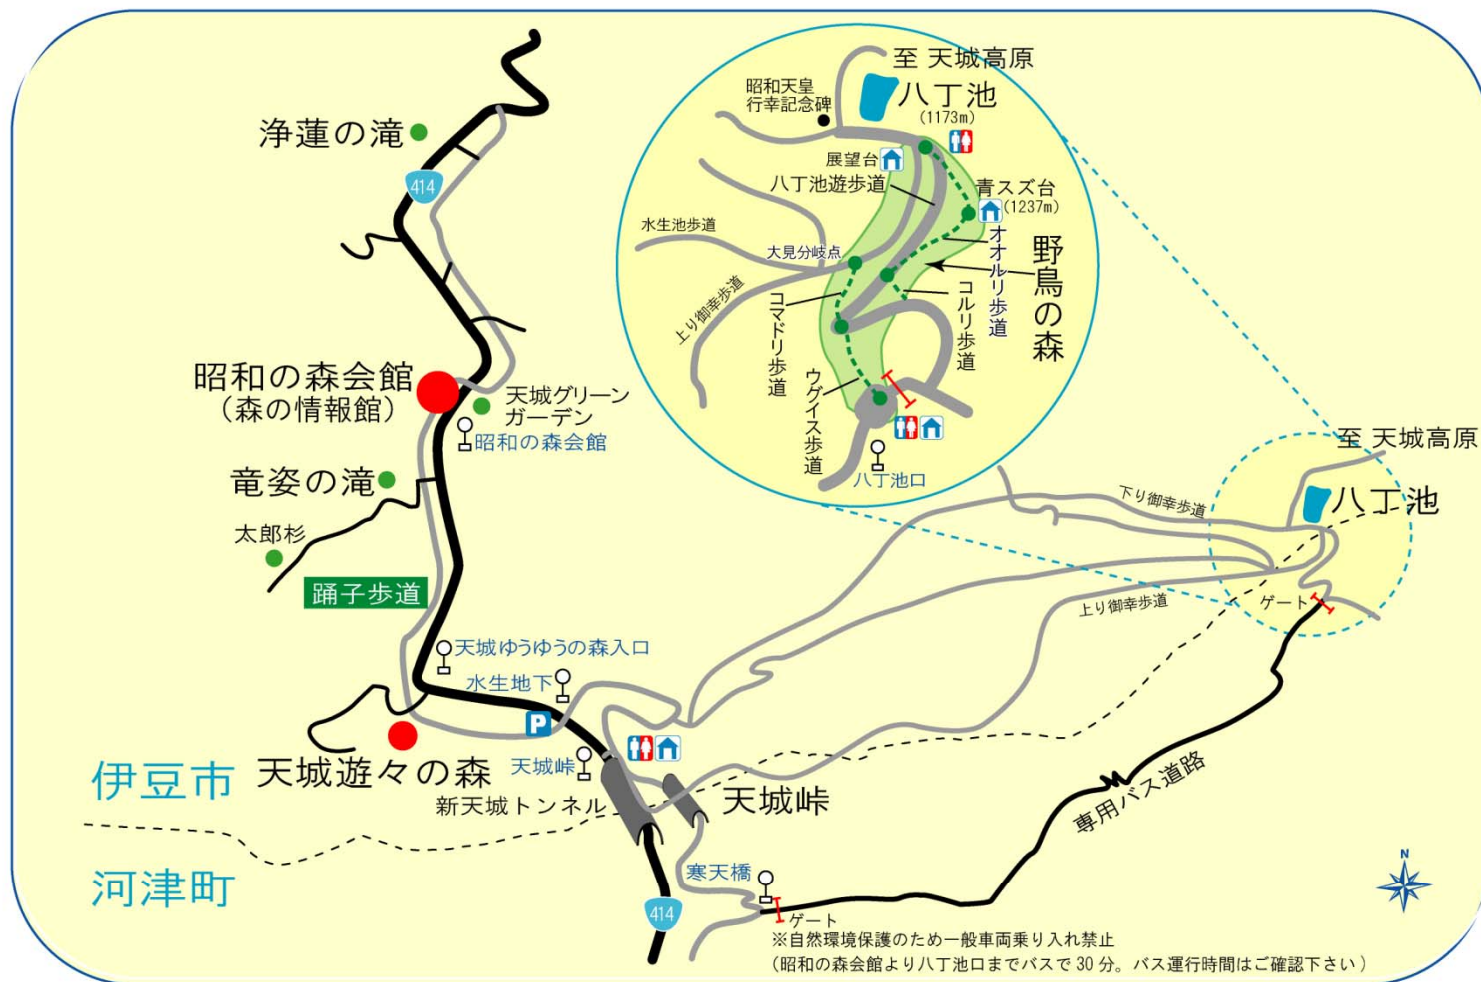 至 天城高原
八丁池
(1173m)
昭和天皇
行幸記念碑
展望台
八丁池遊歩道
青スズ台
(1237m)
水生池歩道
大見分岐点
上り御幸歩道
コマドリ歩道
ウグイス歩道
コルリ歩道
オオルリ歩道
野鳥の森
八丁池口
浄蓮の滝
414
昭和の森会館
（森の情報館）
天城グリーン
ガーデン
昭和の森会館
竜姿の滝
太郎杉
踊子歩道
天城ゆうゆうの森入口
水生地下
P
天城遊々の森
天城峠
新天城トンネル
天城峠
伊豆市
河津町
寒天橋
414
ゲート
※自然環境保護のため一般車両乗り入れ禁止
（昭和の森会館より八丁池口までバスで 30 分。バス運行時間はご確認下さい）
専用バス道路
至 天城高原
八丁池
下り御幸歩道
上り御幸歩道
ゲート
N